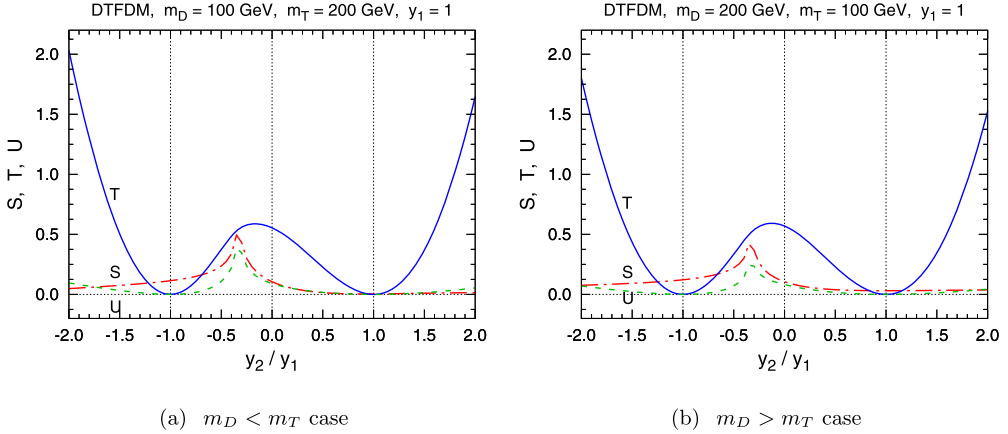 DTFDM, m_D = 100 GeV, m_T = 200 GeV, y_1 = 1
2.0
1.5
1.0
0.5
0.0
S, T, U
T
S
U
-2.0 -1.5 -1.0 -0.5 0.0 0.5 1.0 1.5 2.0
y_2 / y_1
(a) m_D < m_T case
DTFDM, m_D = 200 GeV, m_T = 100 GeV, y_1 = 1
2.0
1.5
1.0
0.5
0.0
S, T, U
T
S
U
-2.0 -1.5 -1.0 -0.5 0.0 0.5 1.0 1.5 2.0
y_2 / y_1
(b) m_D > m_T case